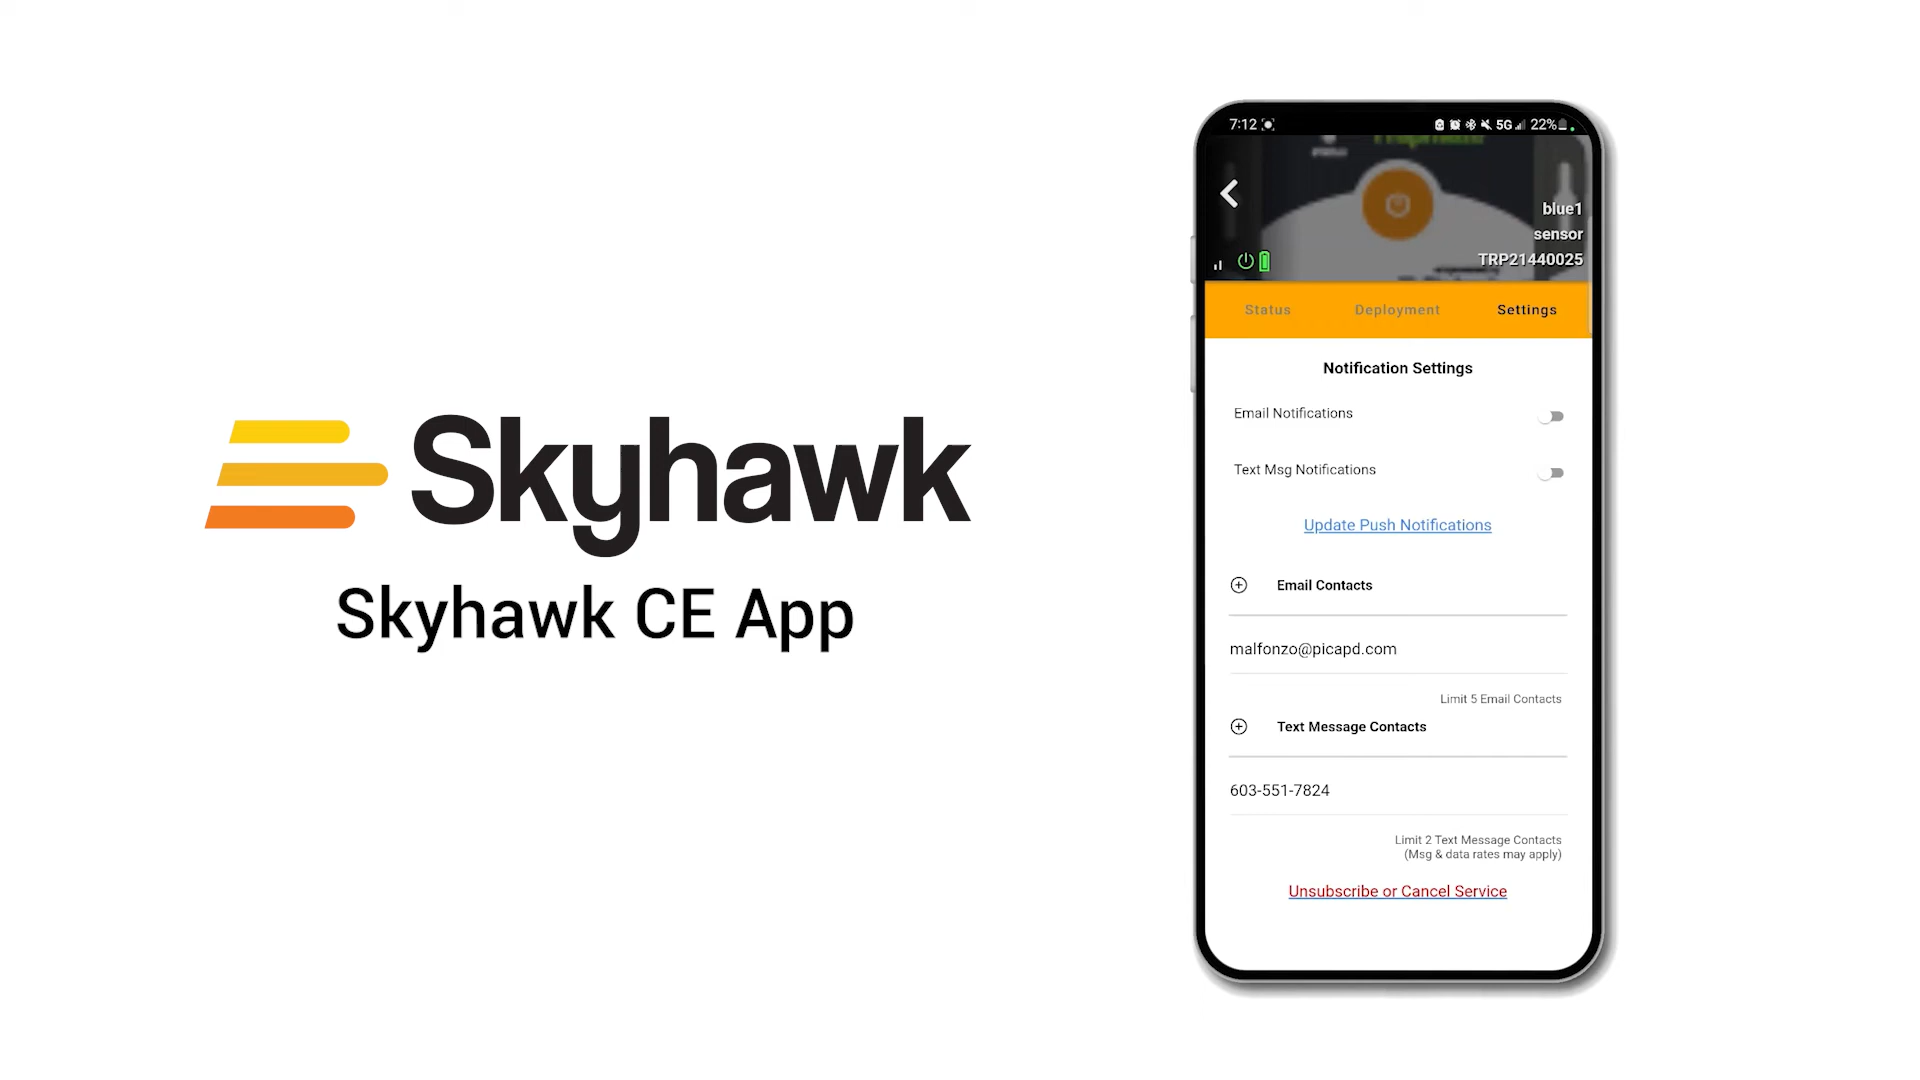 Skyhawk
Skyhawk CE App
7:12
5G 22%
blue1
sensor
TRP21440025
Status Deployment Settings
Notification Settings
Email Notifications
Text Msg Notifications
Update Push Notifications
Email Contacts
malfonzo@picapd.com
Limit 5 Email Contacts
Text Message Contacts
603-551-7824
Limit 2 Text Message Contacts
(Msg & data rates may apply)
Unsubscribe or Cancel Service